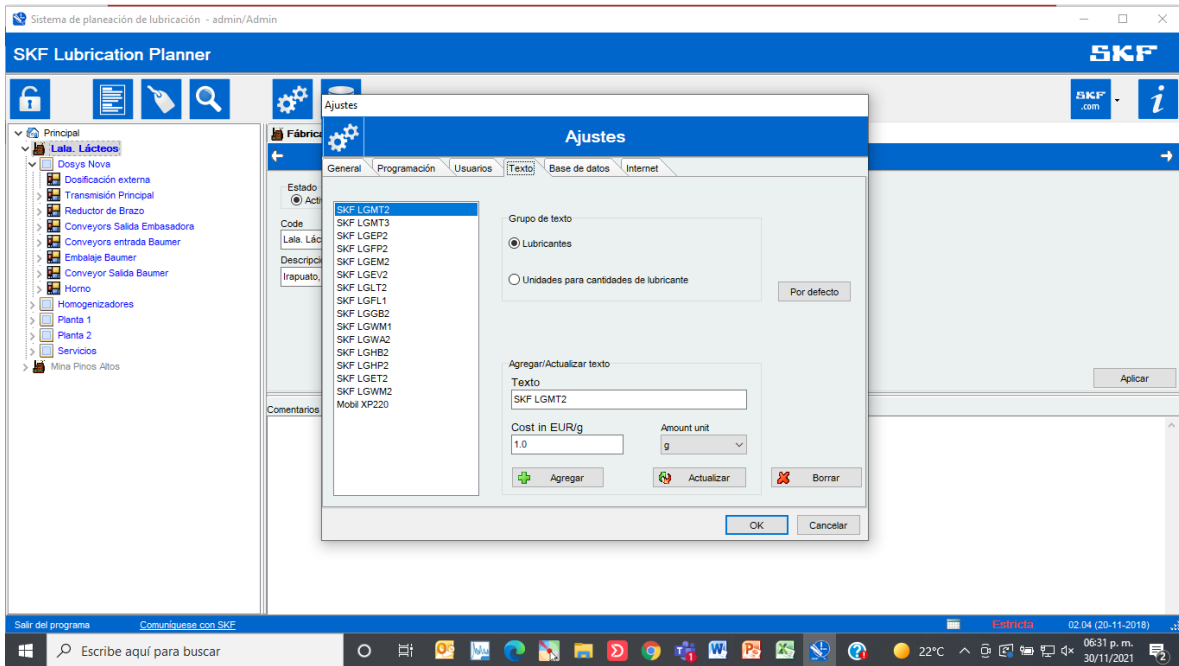 Sistema de planeación de lubricación - admin/Admin
SKF Lubrication Planner
SKF
SKF
.com
i
Principal
Lala. Lácteos
Dosys Nova
Dosificación externa
Transmisión Principal
Reductor de Brazo
Conveyors Salida Embasadora
Conveyors entrada Baumer
Embalaje Baumer
Conveyor Salida Baumer
Horno
Homogenizadores
Planta 1
Planta 2
Servicios
Mina Pinos Altos
Fábrica
Estado
Code
Lala. Lác
Irapuato,
Aplicar
Comentarios
Ajustes
Ajustes
General Programación Usuarios Texto Base de datos Internet
SKF LGMT2
SKF LGMT3
SKF LGEP2
SKF LGFP2
SKF LGEM2
SKF LGEV2
SKF LGLT2
SKF LGFL1
SKF LGGB2
SKF LGWM1
SKF LGWA2
SKF LGHB2
SKF LGHP2
SKF LGET2
SKF LGWM2
Mobil XP220
Grupo de texto
Lubricantes
Unidades para cantidades de lubricante
Por defecto
Agregar/Actualizar texto
Texto
SKF LGMT2
Cost in EUR/g Amount unit
1.0 g
Agregar Actualizar Borrar
OK Cancelar
Salir del programa Comuníquese con SKF Estricta 02.04 (20-11-2018)
Escribe aquí para buscar
22°C
06:31 p. m.
30/11/2021
2